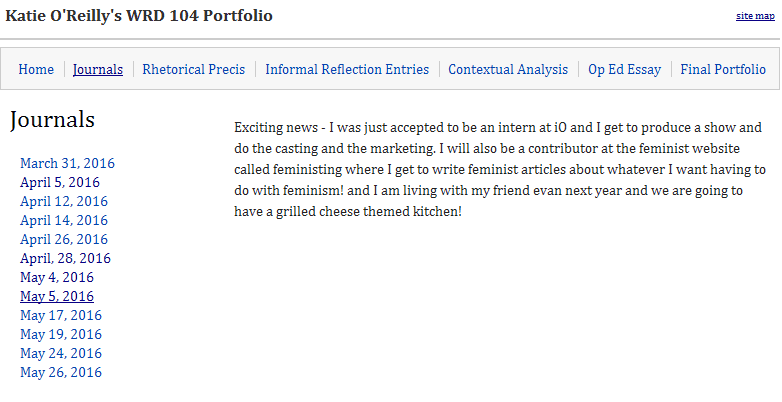 Katie O'Reilly's WRD 104 Portfolio
site map
Home Journals Rhetorical Precis Informal Reflection Entries Contextual Analysis Op Ed Essay Final Portfolio
Journals
March 31, 2016
April 5, 2016
April 12, 2016
April 14, 2016
April 26, 2016
April, 28, 2016
May 4, 2016
May 5, 2016
May 17, 2016
May 19, 2016
May 24, 2016
May 26, 2016
Exciting news - I was just accepted to be an intern at iO and I get to produce a show and
do the casting and the marketing. I will also be a contributor at the feminist website
called feministing where I get to write feminist articles about whatever I want having to
do with feminism! and I am living with my friend evan next year and we are going to
have a grilled cheese themed kitchen!